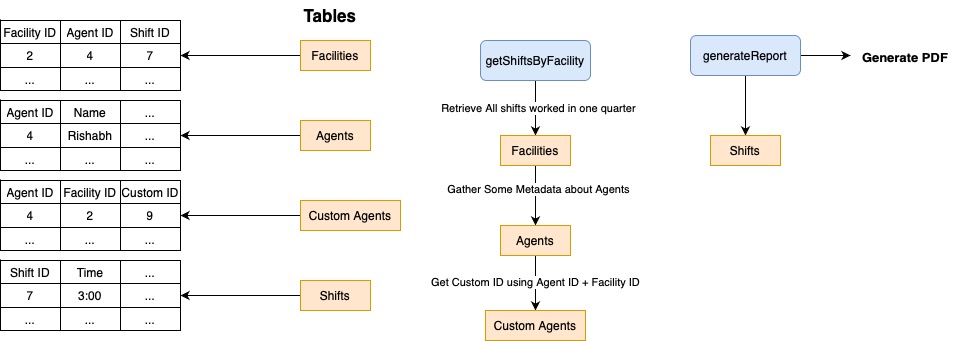 Tables
Facility ID Agent ID Shift ID
2 4 7
... ... ...
Facilities
Agent ID Name ...
4 Rishabh ...
... ... ...
Agents
Agent ID Facility ID Custom ID
4 2 9
... ... ...
Custom Agents
Shift ID Time ...
7 3:00 ...
... ... ...
Shifts
getShiftsByFacility
Retrieve All shifts worked in one quarter
Facilities
Gather Some Metadata about Agents
Agents
Get Custom ID using Agent ID + Facility ID
Custom Agents
generateReport
Generate PDF
Shifts